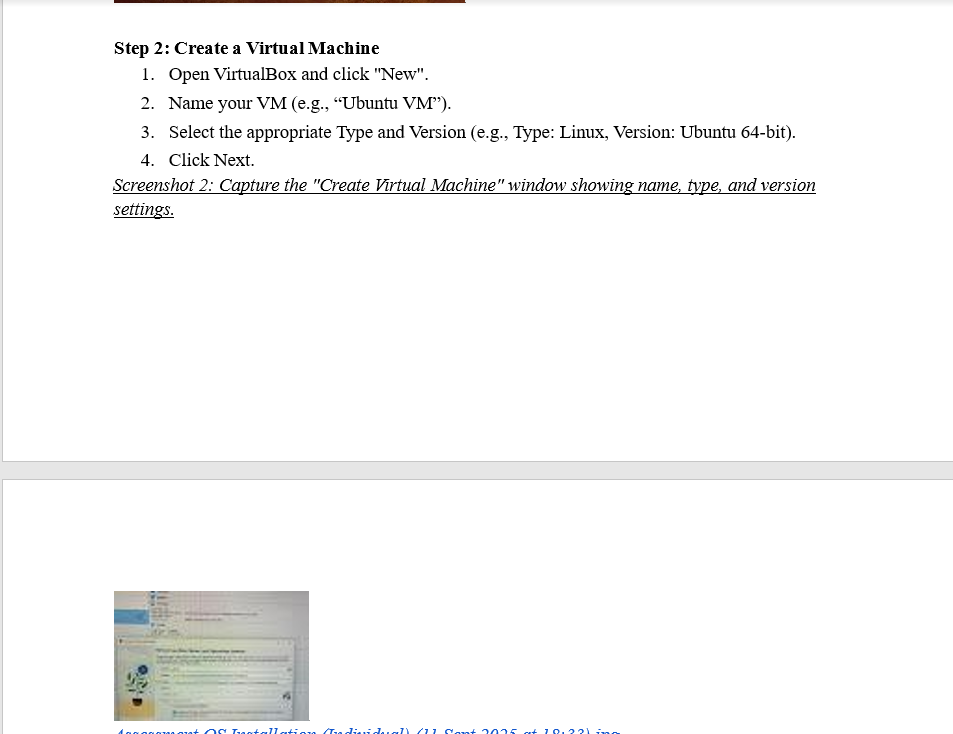 Step 2: Create a Virtual Machine
1. Open VirtualBox and click "New".
2. Name your VM (e.g., “Ubuntu VM”).
3. Select the appropriate Type and Version (e.g., Type: Linux, Version: Ubuntu 64-bit).
4. Click Next.
Screenshot 2: Capture the "Create Virtual Machine" window showing name, type, and version
settings.
Assessment OS Installation (Individual) (11 Sept 2025 at 18:33).jpg